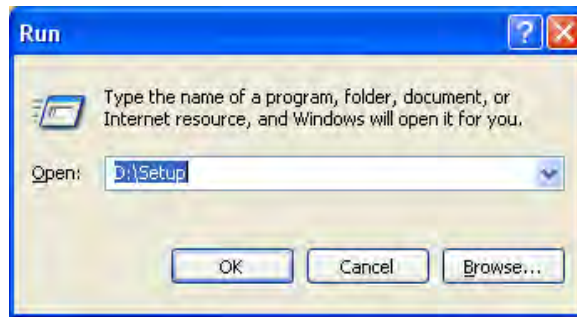 Run
Type the name of a program, folder, document, or
Internet resource, and Windows will open it for you.
Open: D:\Setup
OK Cancel Browse...